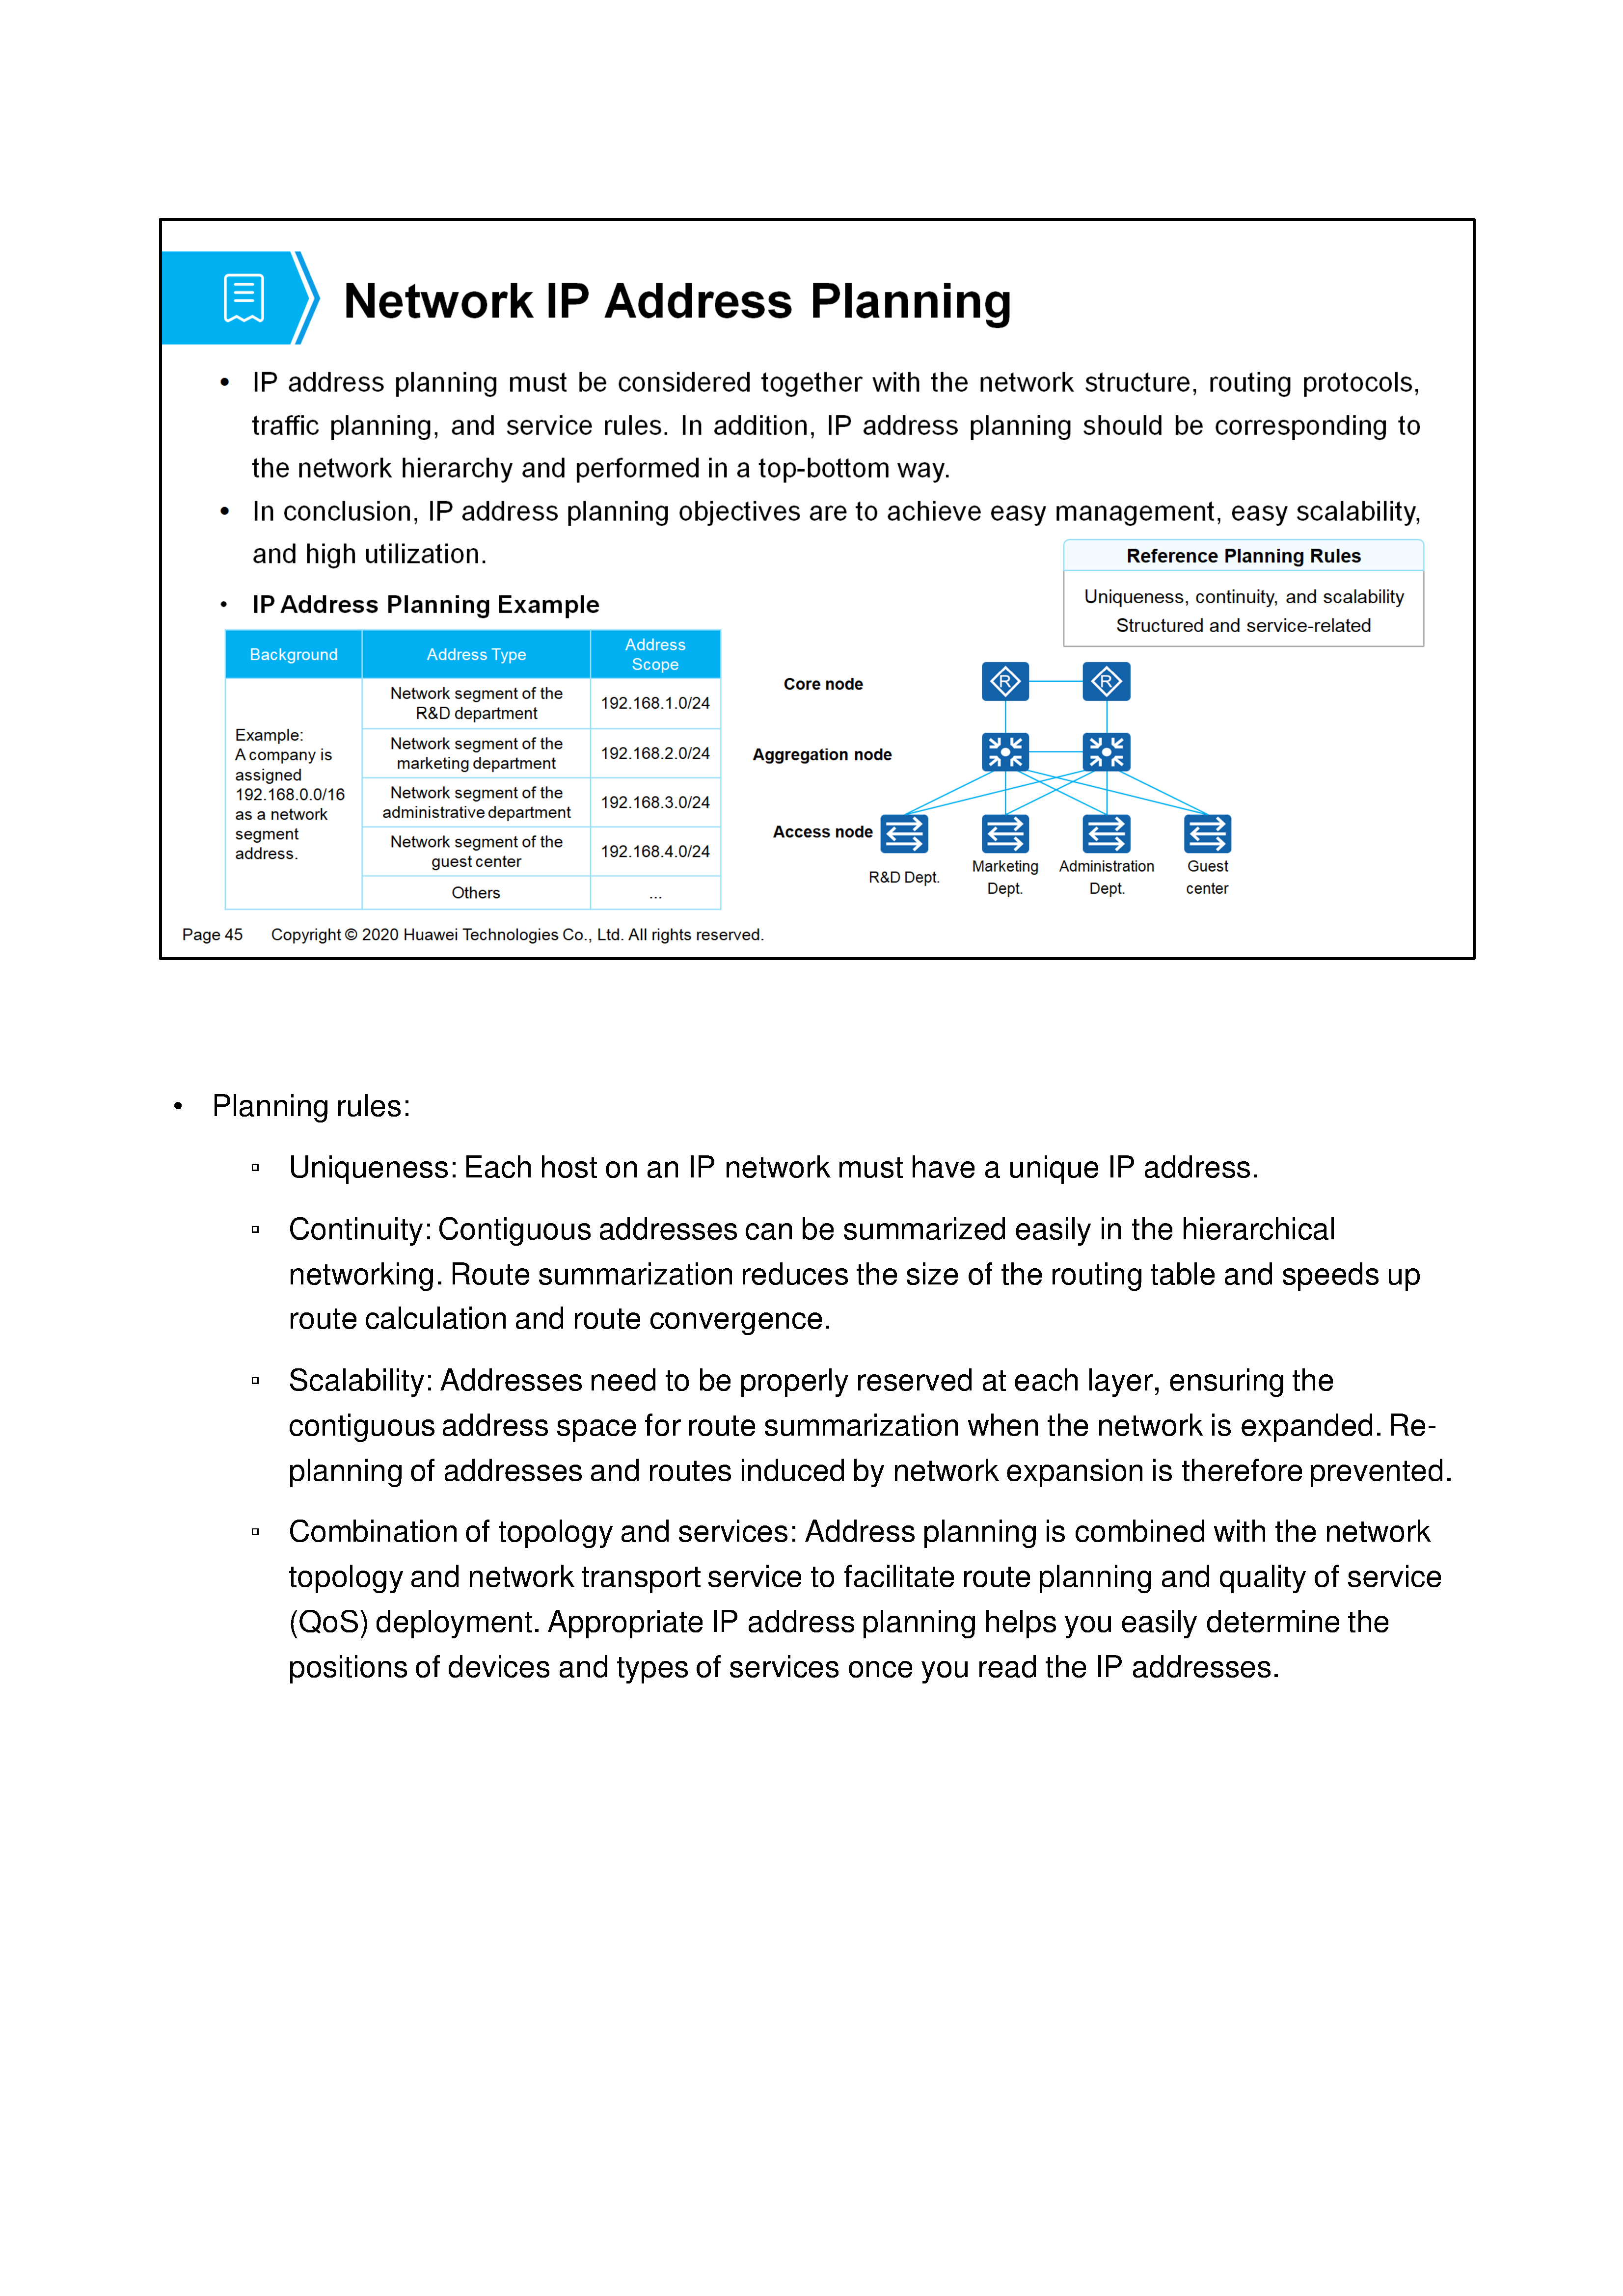 Network IP Address Planning
• IP address planning must be considered together with the network structure, routing protocols,
traffic planning, and service rules. In addition, IP address planning should be corresponding to
the network hierarchy and performed in a top-bottom way.
• In conclusion, IP address planning objectives are to achieve easy management, easy scalability,
and high utilization.
Reference Planning Rules
Uniqueness, continuity, and scalability
Structured and service-related
• IP Address Planning Example
Background
Address Type
Address
Scope
Example:
A company is
assigned
192.168.0.0/16
as a network
segment
address.
Network segment of the
R&D department
192.168.1.0/24
Network segment of the
marketing department
192.168.2.0/24
Network segment of the
administrative department
192.168.3.0/24
Network segment of the
guest center
192.168.4.0/24
Others
...
Core node
R
R
Aggregation node
Access node
R&D Dept.
Marketing
Dept.
Administration
Dept.
Guest
center
Page 45 Copyright © 2020 Huawei Technologies Co., Ltd. All rights reserved.
• Planning rules:
▫ Uniqueness: Each host on an IP network must have a unique IP address.
▫ Continuity: Contiguous addresses can be summarized easily in the hierarchical
networking. Route summarization reduces the size of the routing table and speeds up
route calculation and route convergence.
▫ Scalability: Addresses need to be properly reserved at each layer, ensuring the
contiguous address space for route summarization when the network is expanded. Re-
planning of addresses and routes induced by network expansion is therefore prevented.
▫ Combination of topology and services: Address planning is combined with the network
topology and network transport service to facilitate route planning and quality of service
(QoS) deployment. Appropriate IP address planning helps you easily determine the
positions of devices and types of services once you read the IP addresses.